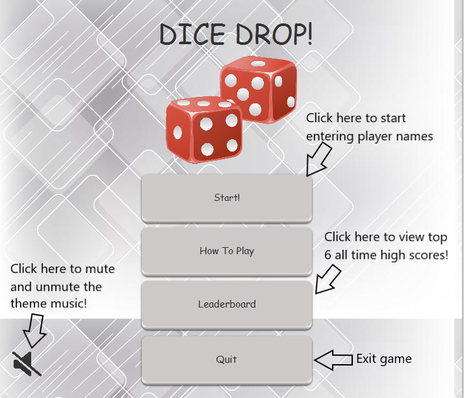 DICE DROP!
Click here to start
entering player names
Start!
How To Play
Click here to view top
6 all time high scores!
Leaderboard
Click here to mute
and unmute the
theme music!
Quit
Exit game